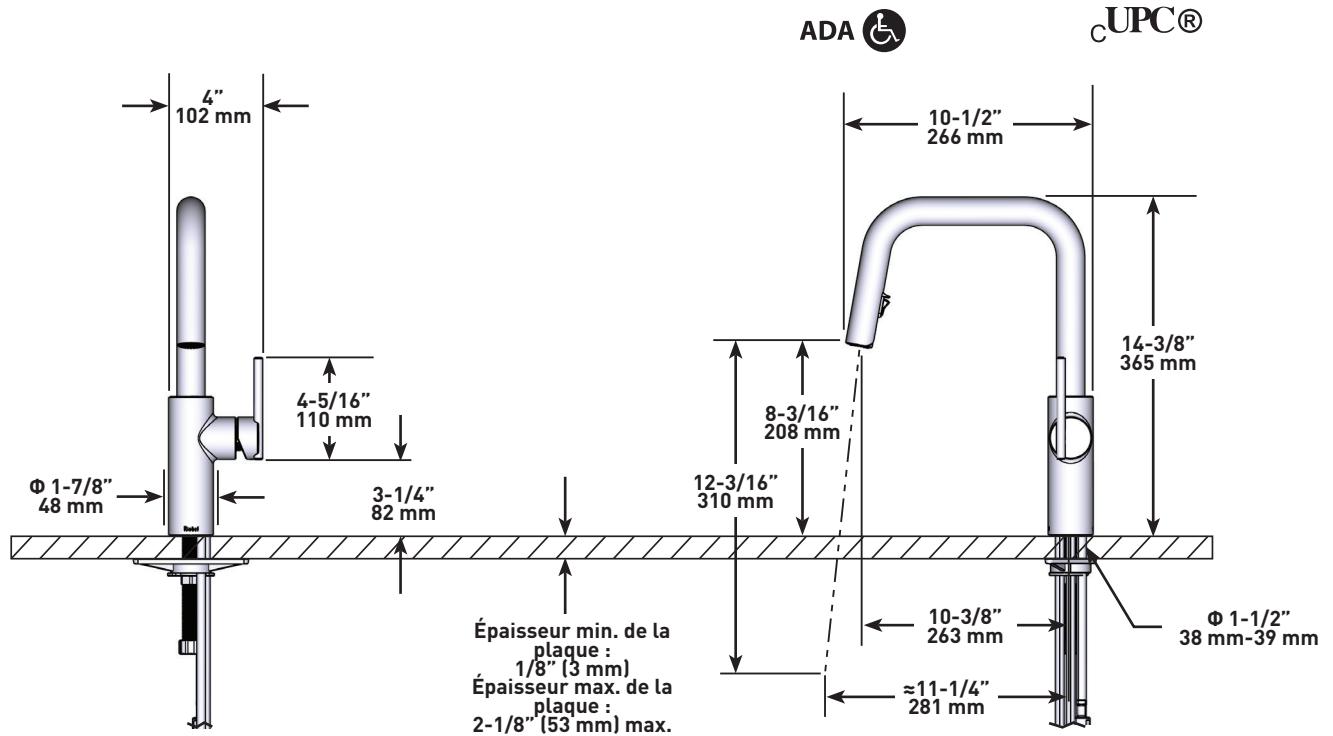 ADA
cUPC®
4”
102 mm
10-1/2”
266 mm
14-3/8”
365 mm
4-5/16”
110 mm
8-3/16”
208 mm
12-3/16”
310 mm
Φ 1-7/8”
48 mm
3-1/4”
82 mm
Riobel
Épaisseur min. de la
plaque :
1/8” (3 mm)
Épaisseur max. de la
plaque :
2-1/8” (53 mm) max.
10-3/8”
263 mm
Φ 1-1/2”
38 mm-39 mm
≈11-1/4”
281 mm